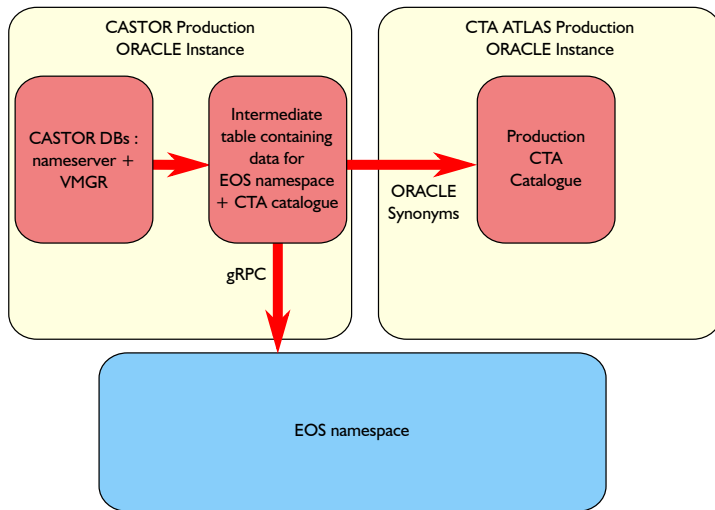 CASTOR Production
ORACLE Instance
CTA ATLAS Production
ORACLE Instance
CASTOR DBs :
nameserver +
VMGR
Intermediate
table containing
data for
EOS namespace
+ CTA catalogue
Production
CTA
Catalogue
ORACLE
Synonyms
gRPC
EOS namespace